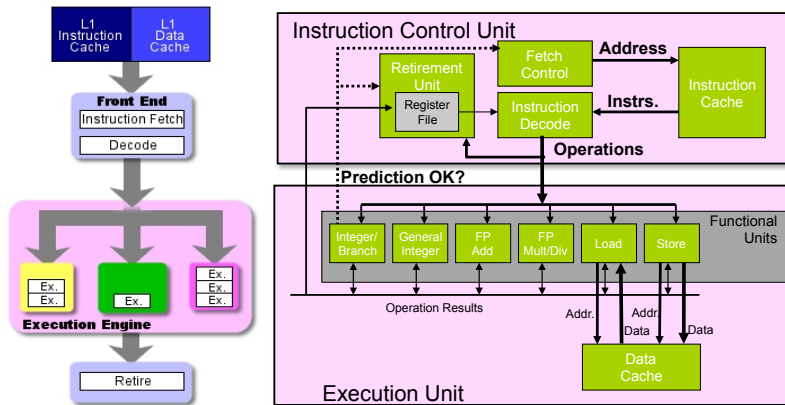 L1
Instruction
Cache
L1
Data
Cache
Front End
Instruction Fetch
Decode
Ex.
Ex.
Ex.
Ex.
Ex.
Ex.
Execution Engine
Retire
Instruction Control Unit
Retirement
Unit
Register
File
Fetch
Control
Address
Instruction
Cache
Instruction
Decode
Instrs.
Operations
Prediction OK?
Functional
Units
Integer/
Branch
General
Integer
FP
Add
FP
Mult/Div
Load
Store
Operation Results
Addr.
Data
Addr.
Data
Data
Cache
Execution Unit